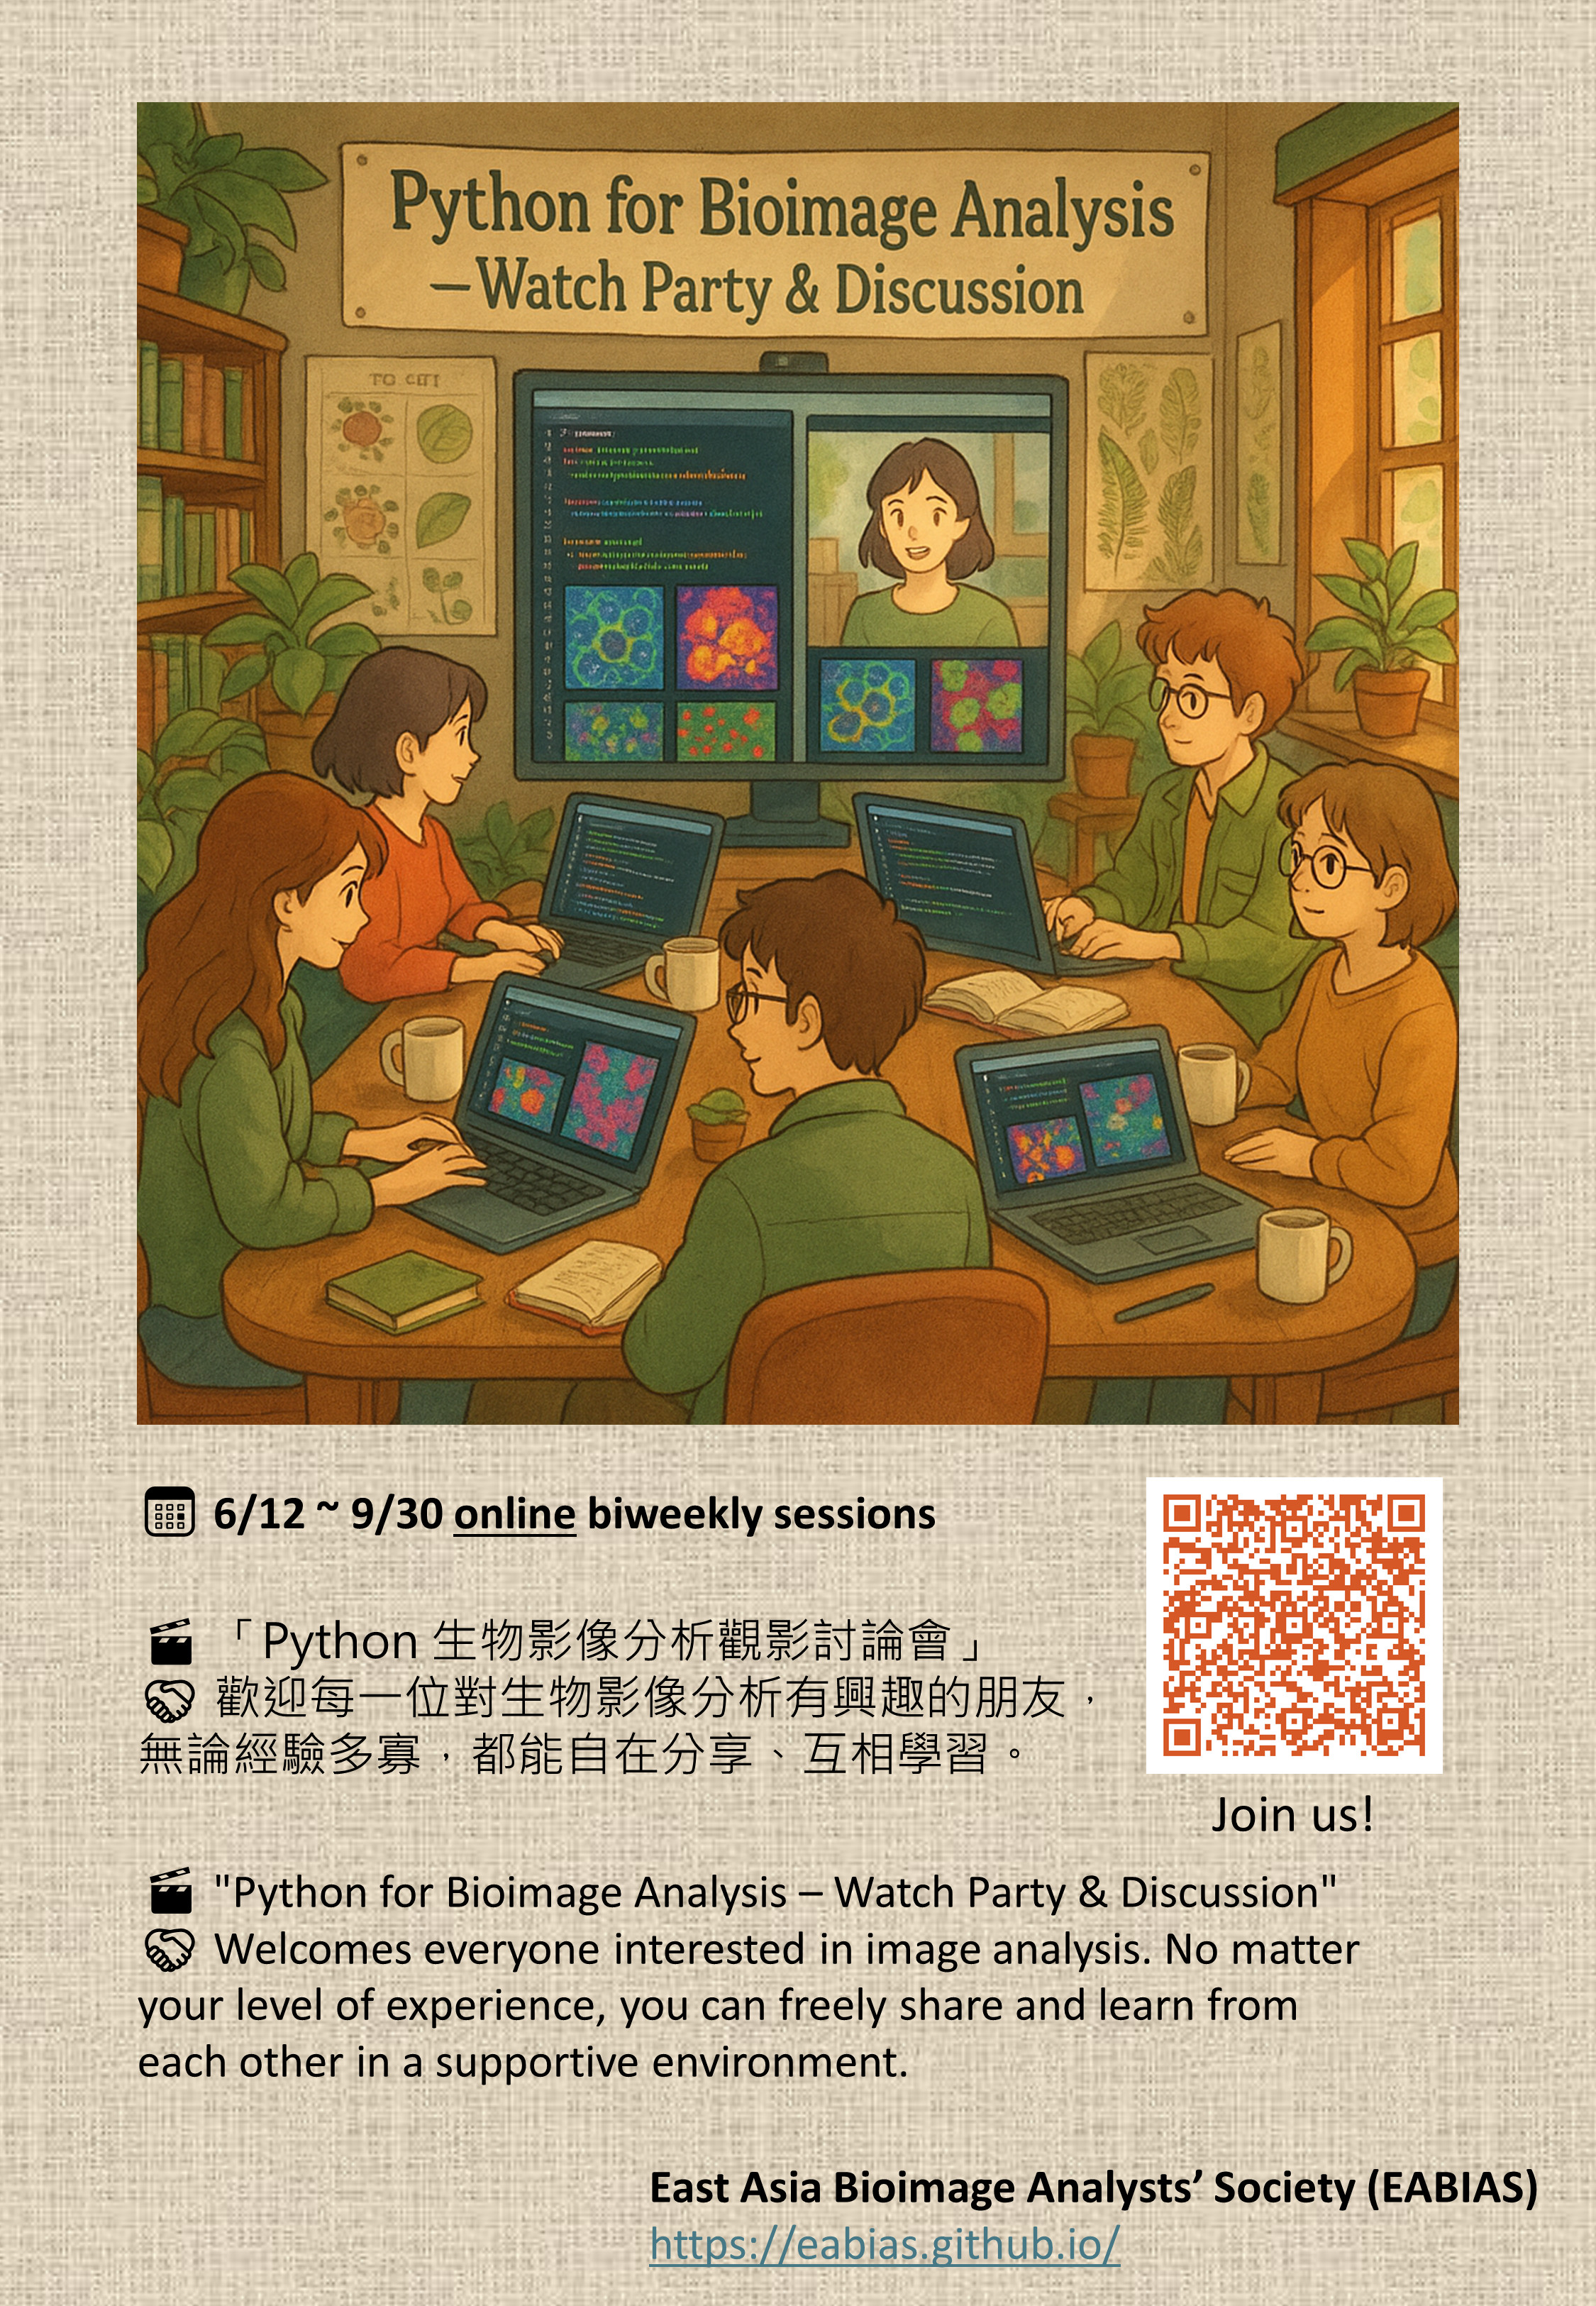 Python for Bioimage Analysis
–Watch Party & Discussion
6/12 ~ 9/30 online biweekly sessions
「Python 生物影像分析觀影討論會」
歡迎每一位對生物影像分析有興趣的朋友，
無論經驗多寡，都能自在分享、互相學習。
Join us!
"Python for Bioimage Analysis – Watch Party & Discussion"
Welcomes everyone interested in image analysis. No matter
your level of experience, you can freely share and learn from
each other in a supportive environment.
East Asia Bioimage Analysts’ Society (EABIAS)
https://eabias.github.io/